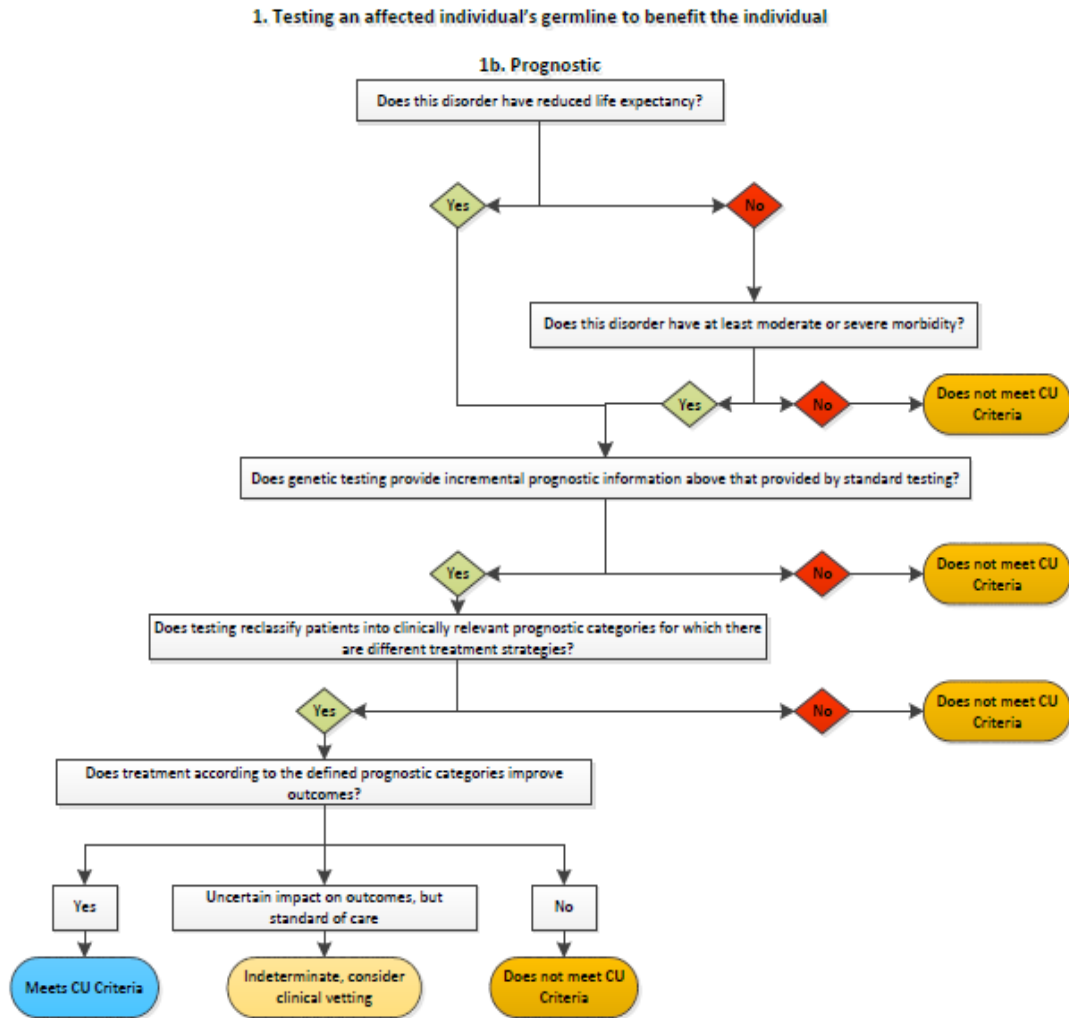 1. Testing an affected individual's germline to benefit the individual
1b. Prognostic
Does this disorder have reduced life expectancy?
Yes
No
Does this disorder have at least moderate or severe morbidity?
Yes
No
Does not meet CU
Criteria
Does genetic testing provide incremental prognostic information above that provided by standard testing?
Yes
No
Does not meet CU
Criteria
Does testing reclassify patients into clinically relevant prognostic categories for which there
are different treatment strategies?
Yes
No
Does not meet CU
Criteria
Does treatment according to the defined prognostic categories improve
outcomes?
Yes
Uncertain impact on outcomes, but
standard of care
No
Meets CU Criteria
Indeterminate, consider
clinical vetting
Does not meet CU
Criteria